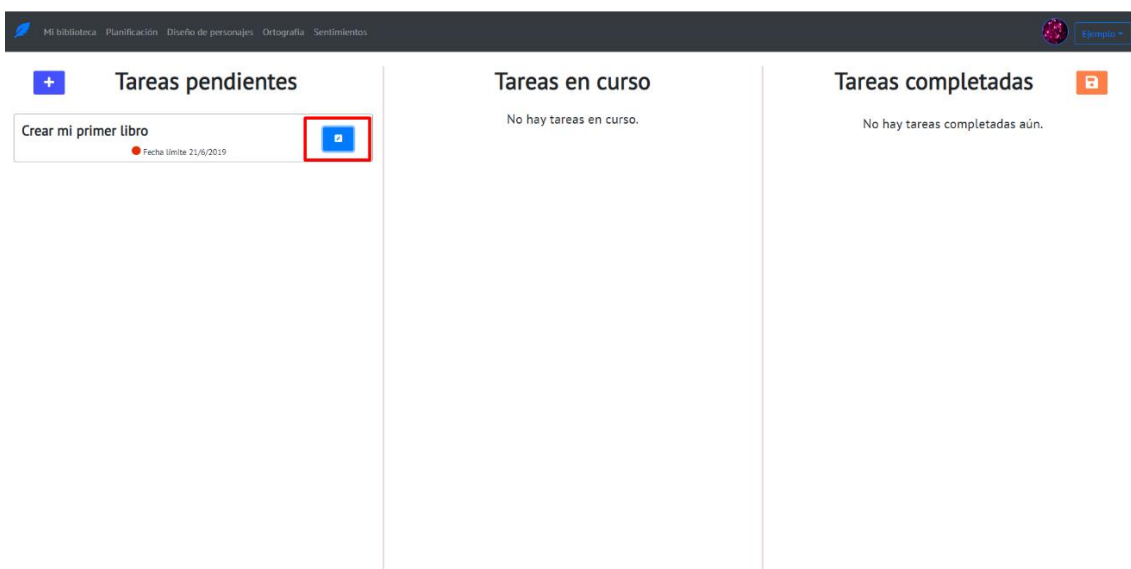 Mi biblioteca Planificación Diseño de personajes Ortografía Sentimientos
Ejemplo
Tareas pendientes
Crear mi primer libro
Fecha límite 21/6/2019
Tareas en curso
No hay tareas en curso.
Tareas completadas
No hay tareas completadas aún.